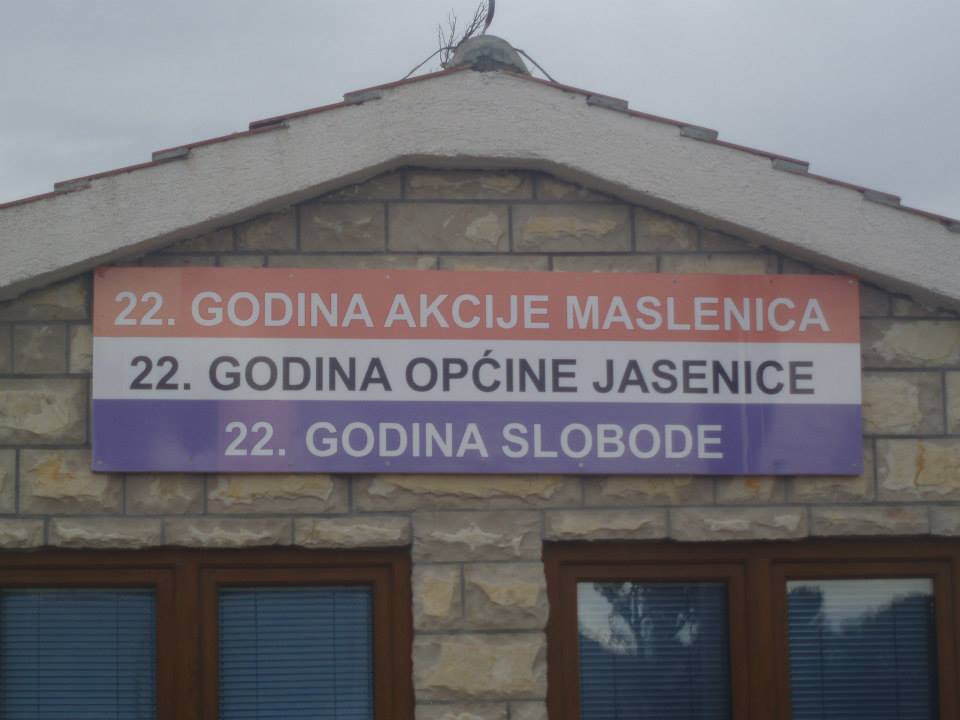 22. GODINA AKCIJE MASLENICA
22. GODINA OPĆINE JASENICE
22. GODINA SLOBODE